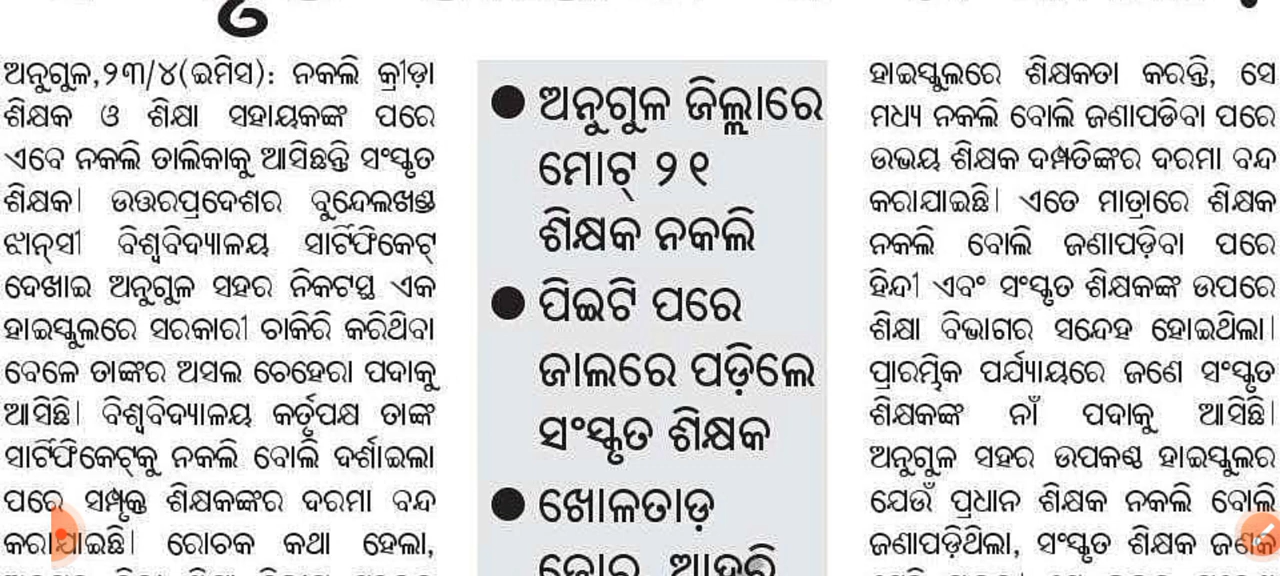 ଅନୁଗୁଳ,୨୩/୪(ଇମିସ): ନକଲି କ୍ରୀଡ଼ା
ଶିକ୍ଷକ ଓ ଶିକ୍ଷା ସହାୟକଙ୍କ ପରେ
ଏବେ ନକଲି ତାଲିକାକୁ ଆସିଛନ୍ତି ସଂସ୍କୃତ
ଶିକ୍ଷକ। ଉତ୍ତରପ୍ରଦେଶର ବୁନ୍ଦେଲଖଣ୍ଡ
ଝାନ୍‌ସୀ ବିଶ୍ୱବିଦ୍ୟାଳୟ ସାର୍ଟିଫିକେଟ୍
ଦେଖାଇ ଅନୁଗୁଳ ସହର ନିକଟସ୍ଥ ଏକ
ହାଇସ୍କୁଲରେ ସରକାରୀ ଚାକିରି କରିଥିବା
ବେଳେ ତାଙ୍କର ଅସଲ ଚେହେରା ପଦାକୁ
ଆସିଛି। ବିଶ୍ୱବିଦ୍ୟାଳୟ କର୍ତ୍ତୃପକ୍ଷ ତାଙ୍କ
ସାର୍ଟିଫିକେଟ୍‌କୁ ନକଲି ବୋଲି ଦର୍ଶାଇଲା
ପରେ ସମ୍ପୃକ୍ତ ଶିକ୍ଷକଙ୍କର ଦରମା ବନ୍ଦ
କରାଯାଇଛି। ରୋଚକ କଥା ହେଲା,
● ଅନୁଗୁଳ ଜିଲ୍ଲାରେ
ମୋଟ୍ ୨୧
ଶିକ୍ଷକ ନକଲି
● ପିଇଟି ପରେ
ଜାଲରେ ପଡ଼ିଲେ
ସଂସ୍କୃତ ଶିକ୍ଷକ
● ଖୋଳତାଡ଼
ହାଇସ୍କୁଲରେ ଶିକ୍ଷକତା କରନ୍ତି, ସେ
ମଧ୍ୟ ନକଲି ବୋଲି ଜଣାପଡିବା ପରେ
ଉଭୟ ଶିକ୍ଷକ ଦମ୍ପତିଙ୍କର ଦରମା ବନ୍ଦ
କରାଯାଇଛି। ଏତେ ମାତ୍ରାରେ ଶିକ୍ଷକ
ନକଲି ବୋଲି ଜଣାପଡ଼ିବା ପରେ
ହିନ୍ଦୀ ଏବଂ ସଂସ୍କୃତ ଶିକ୍ଷକଙ୍କ ଉପରେ
ଶିକ୍ଷା ବିଭାଗର ସନ୍ଦେହ ହୋଇଥିଲା।
ପ୍ରାରମ୍ଭିକ ପର୍ଯ୍ୟାୟରେ ଜଣେ ସଂସ୍କୃତ
ଶିକ୍ଷକଙ୍କ ନାଁ ପଦାକୁ ଆସିଛି।
ଅନୁଗୁଳ ସହର ଉପକଣ୍ଠ ହାଇସ୍କୁଲର
ଯେଉଁ ପ୍ରଧାନ ଶିକ୍ଷକ ନକଲି ବୋଲି
ଜଣାପଡ଼ିଥିଲା, ସଂସ୍କୃତ ଶିକ୍ଷକ ଜଣକ